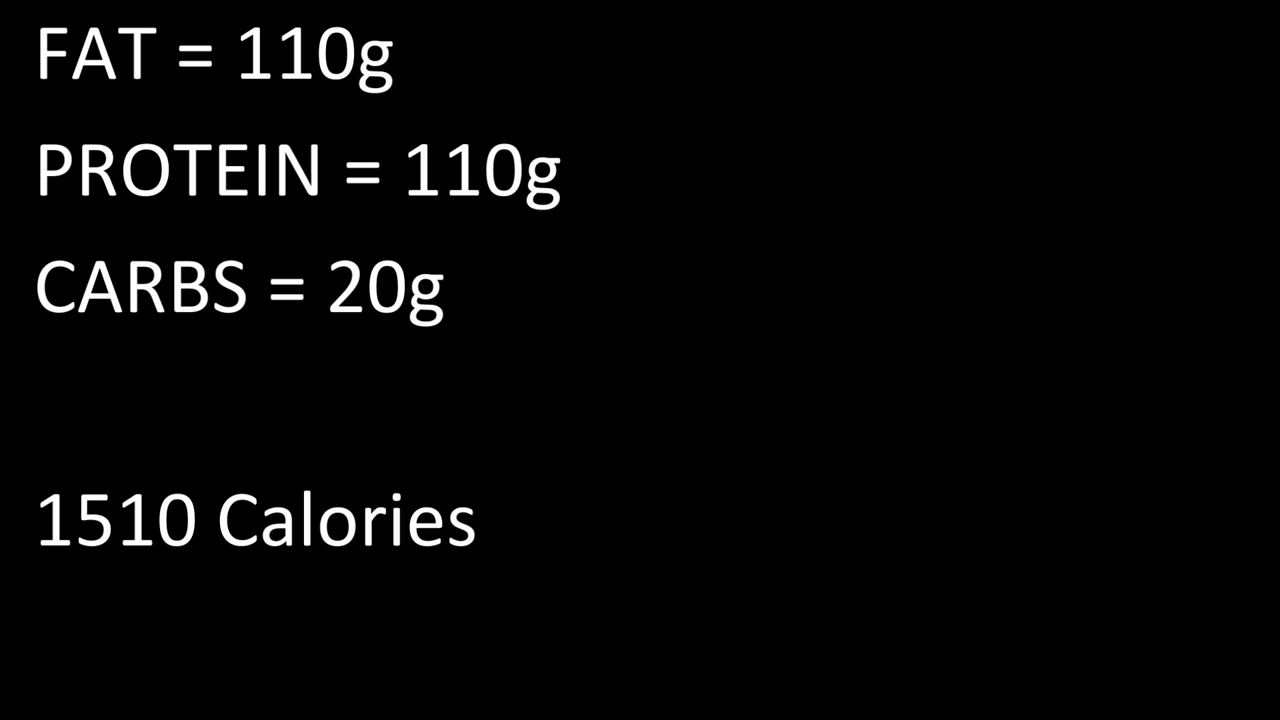 FAT = 110g
PROTEIN = 110g
CARBS = 20g
1510 Calories